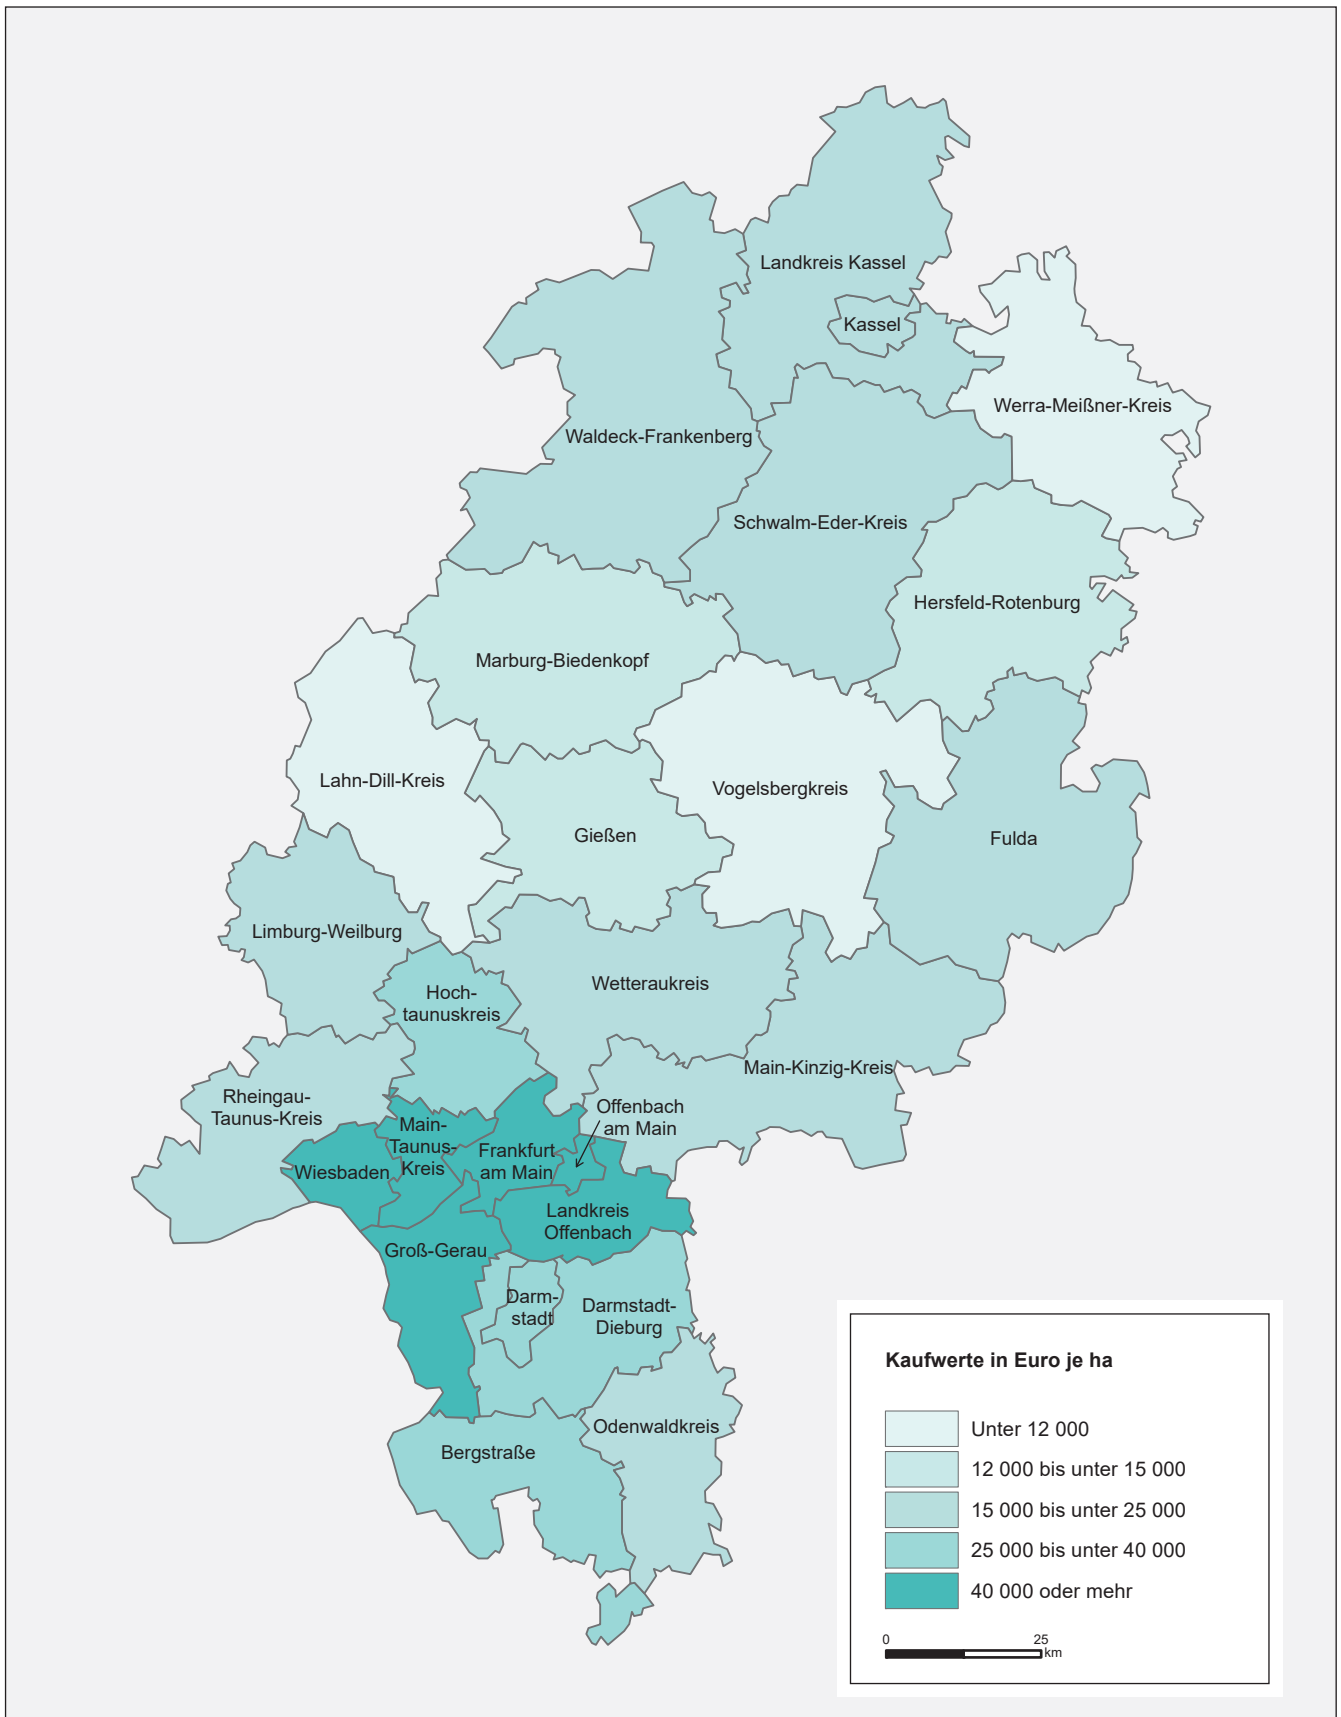 Landkreis Kassel
Kassel
Werra-Meißner-Kreis
Waldeck-Frankenberg
Schwalm-Eder-Kreis
Hersfeld-Rotenburg
Marburg-Biedenkopf
Lahn-Dill-Kreis
Vogelsbergkreis
Gießen
Fulda
Limburg-Weilburg
Wetteraukreis
Hoch-
taunuskreis
Main-Kinzig-Kreis
Rheingau-
Taunus-Kreis
Offenbach
am Main
Main-
Taunus-
Kreis
Frankfurt
am Main
Wiesbaden
Landkreis
Offenbach
Groß-Gerau
Darm-
stadt
Darmstadt-
Dieburg
Odenwaldkreis
Bergstraße
Kaufwerte in Euro je ha
Unter 12 000
12 000 bis unter 15 000
15 000 bis unter 25 000
25 000 bis unter 40 000
40 000 oder mehr
0 25
km